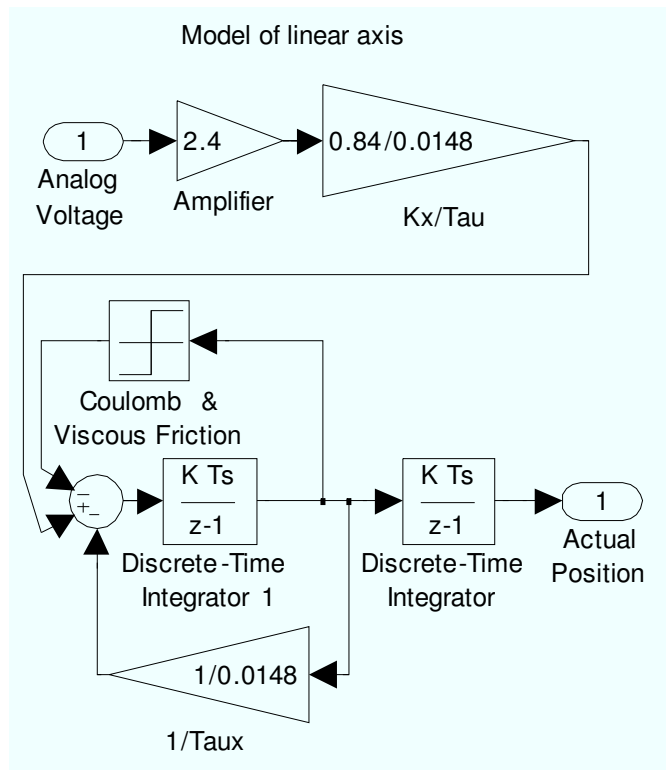 Model of linear axis
1
Analog
Voltage
2.4
Amplifier
0.84/0.0148
Kx/Tau
Coulomb &
Viscous Friction
−
+
−
K Ts
z-1
Discrete-Time
Integrator 1
K Ts
z-1
Discrete-Time
Integrator
1
Actual
Position
1/0.0148
1/Taux